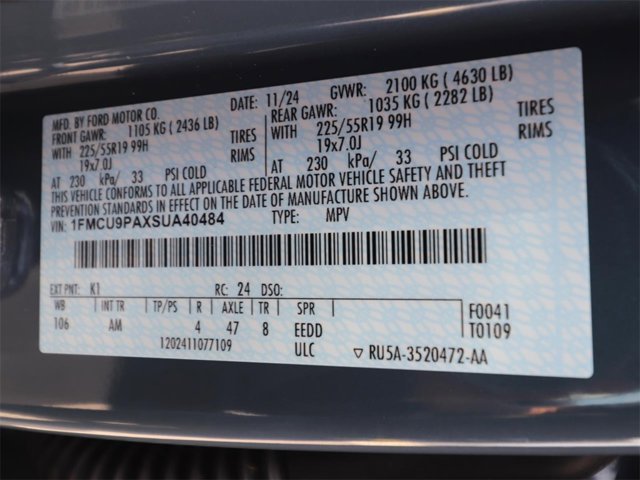 MFD. BY FORD MOTOR CO.
DATE: 11/24 GVWR: 2100 KG ( 4630 LB)
FRONT GAWR: 1105 KG ( 2436 LB) REAR GAWR: 1035 KG ( 2282 LB)
WITH 225/55R19 99H TIRES WITH 225/55R19 99H TIRES
19x7.0J RIMS 19x7.0J RIMS
AT 230 kPa/ 33 PSI COLD AT 230 kPa/ 33 PSI COLD
THIS VEHICLE CONFORMS TO ALL APPLICABLE FEDERAL MOTOR VEHICLE SAFETY AND THEFT
PREVENTION STANDARDS IN EFFECT ON THE DATE OF MANUFACTURE SHOWN ABOVE.
VIN: 1FMCU9PAXSUA40484 TYPE: MPV
EXT PNT: K1 RC: 24 DSO:
WB INT TR TP/PS R AXLE TR SPR F0041
106 AM 4 47 8 EEDD T0109
1202411077109 ULC ▽ RU5A-3520472-AA